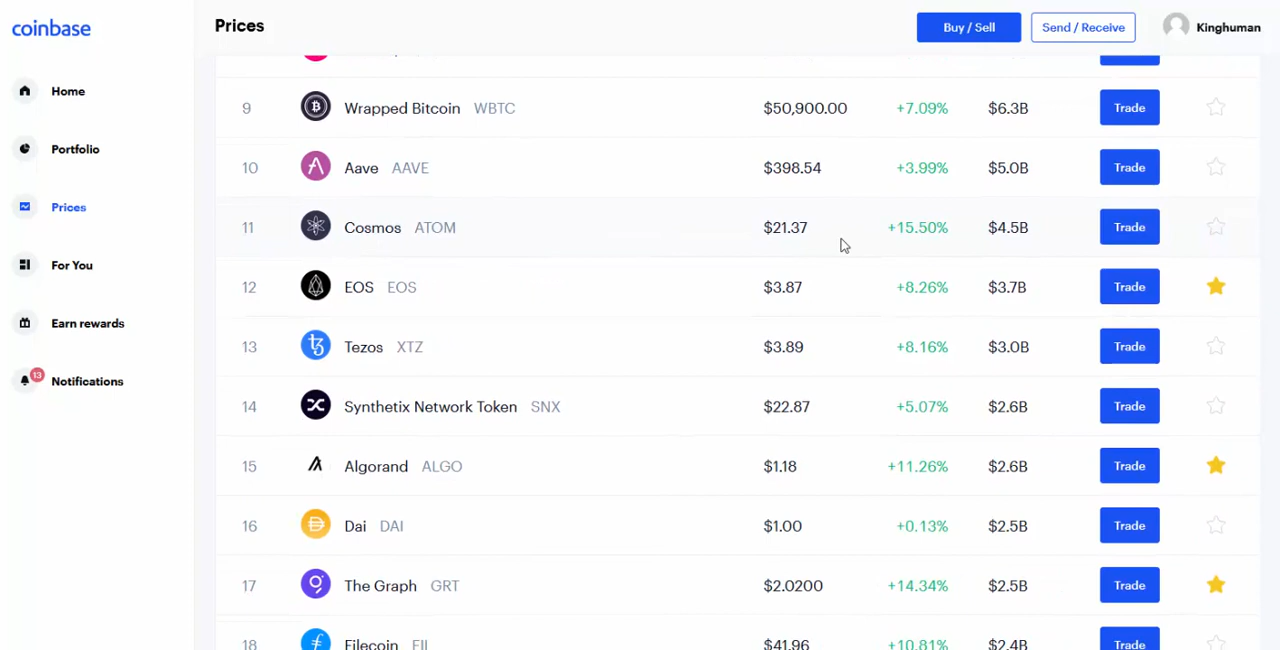 coinbase
Prices
Buy / Sell
Send / Receive
Kinghuman
Home
Portfolio
Prices
For You
Earn rewards
13
Notifications
9 Wrapped Bitcoin WBTC $50,900.00 +7.09% $6.3B Trade
10 Aave AAVE $398.54 +3.99% $5.0B Trade
11 Cosmos ATOM $21.37 +15.50% $4.5B Trade
12 EOS EOS $3.87 +8.26% $3.7B Trade
13 Tezos XTZ $3.89 +8.16% $3.0B Trade
14 Synthetix Network Token SNX $22.87 +5.07% $2.6B Trade
15 Algorand ALGO $1.18 +11.26% $2.6B Trade
16 Dai DAI $1.00 +0.13% $2.5B Trade
17 The Graph GRT $2.0200 +14.34% $2.5B Trade
18 Filecoin FIL $41.96 +10.81% $2.4B Trade